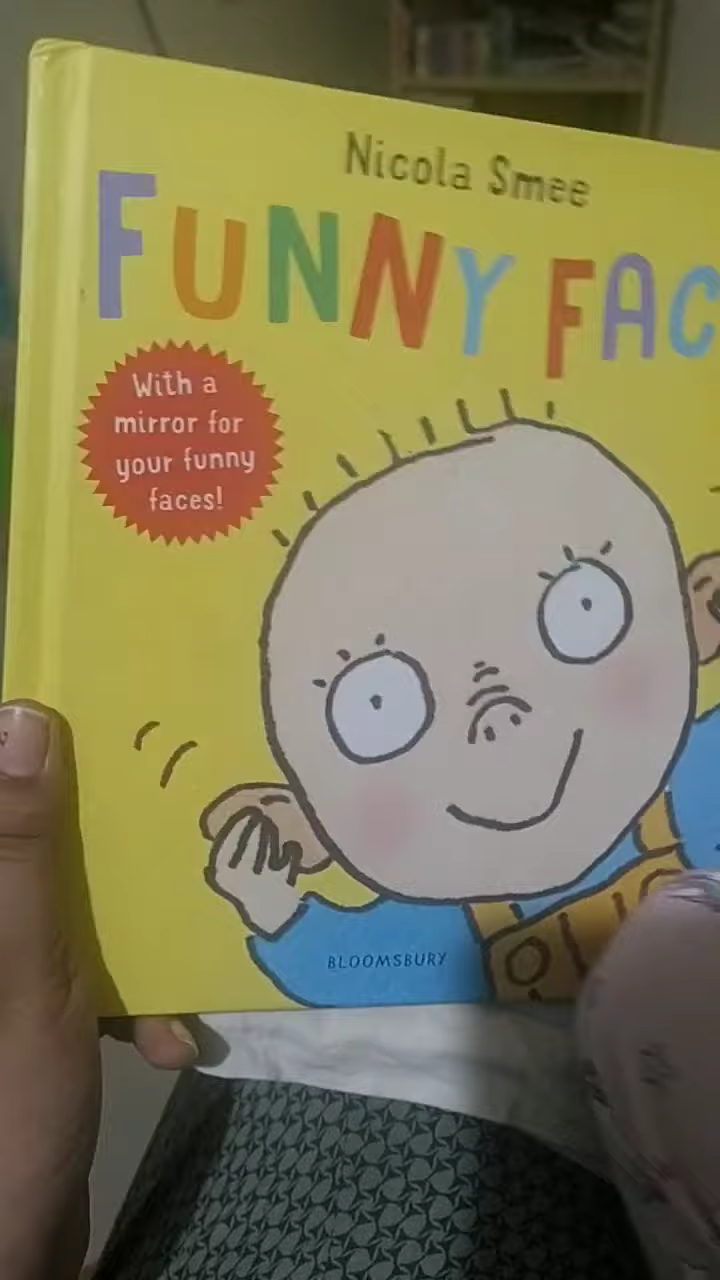 Nicola Smee
FUNNY FAC
With a
mirror for
your funny
faces!
BLOOMSBURY